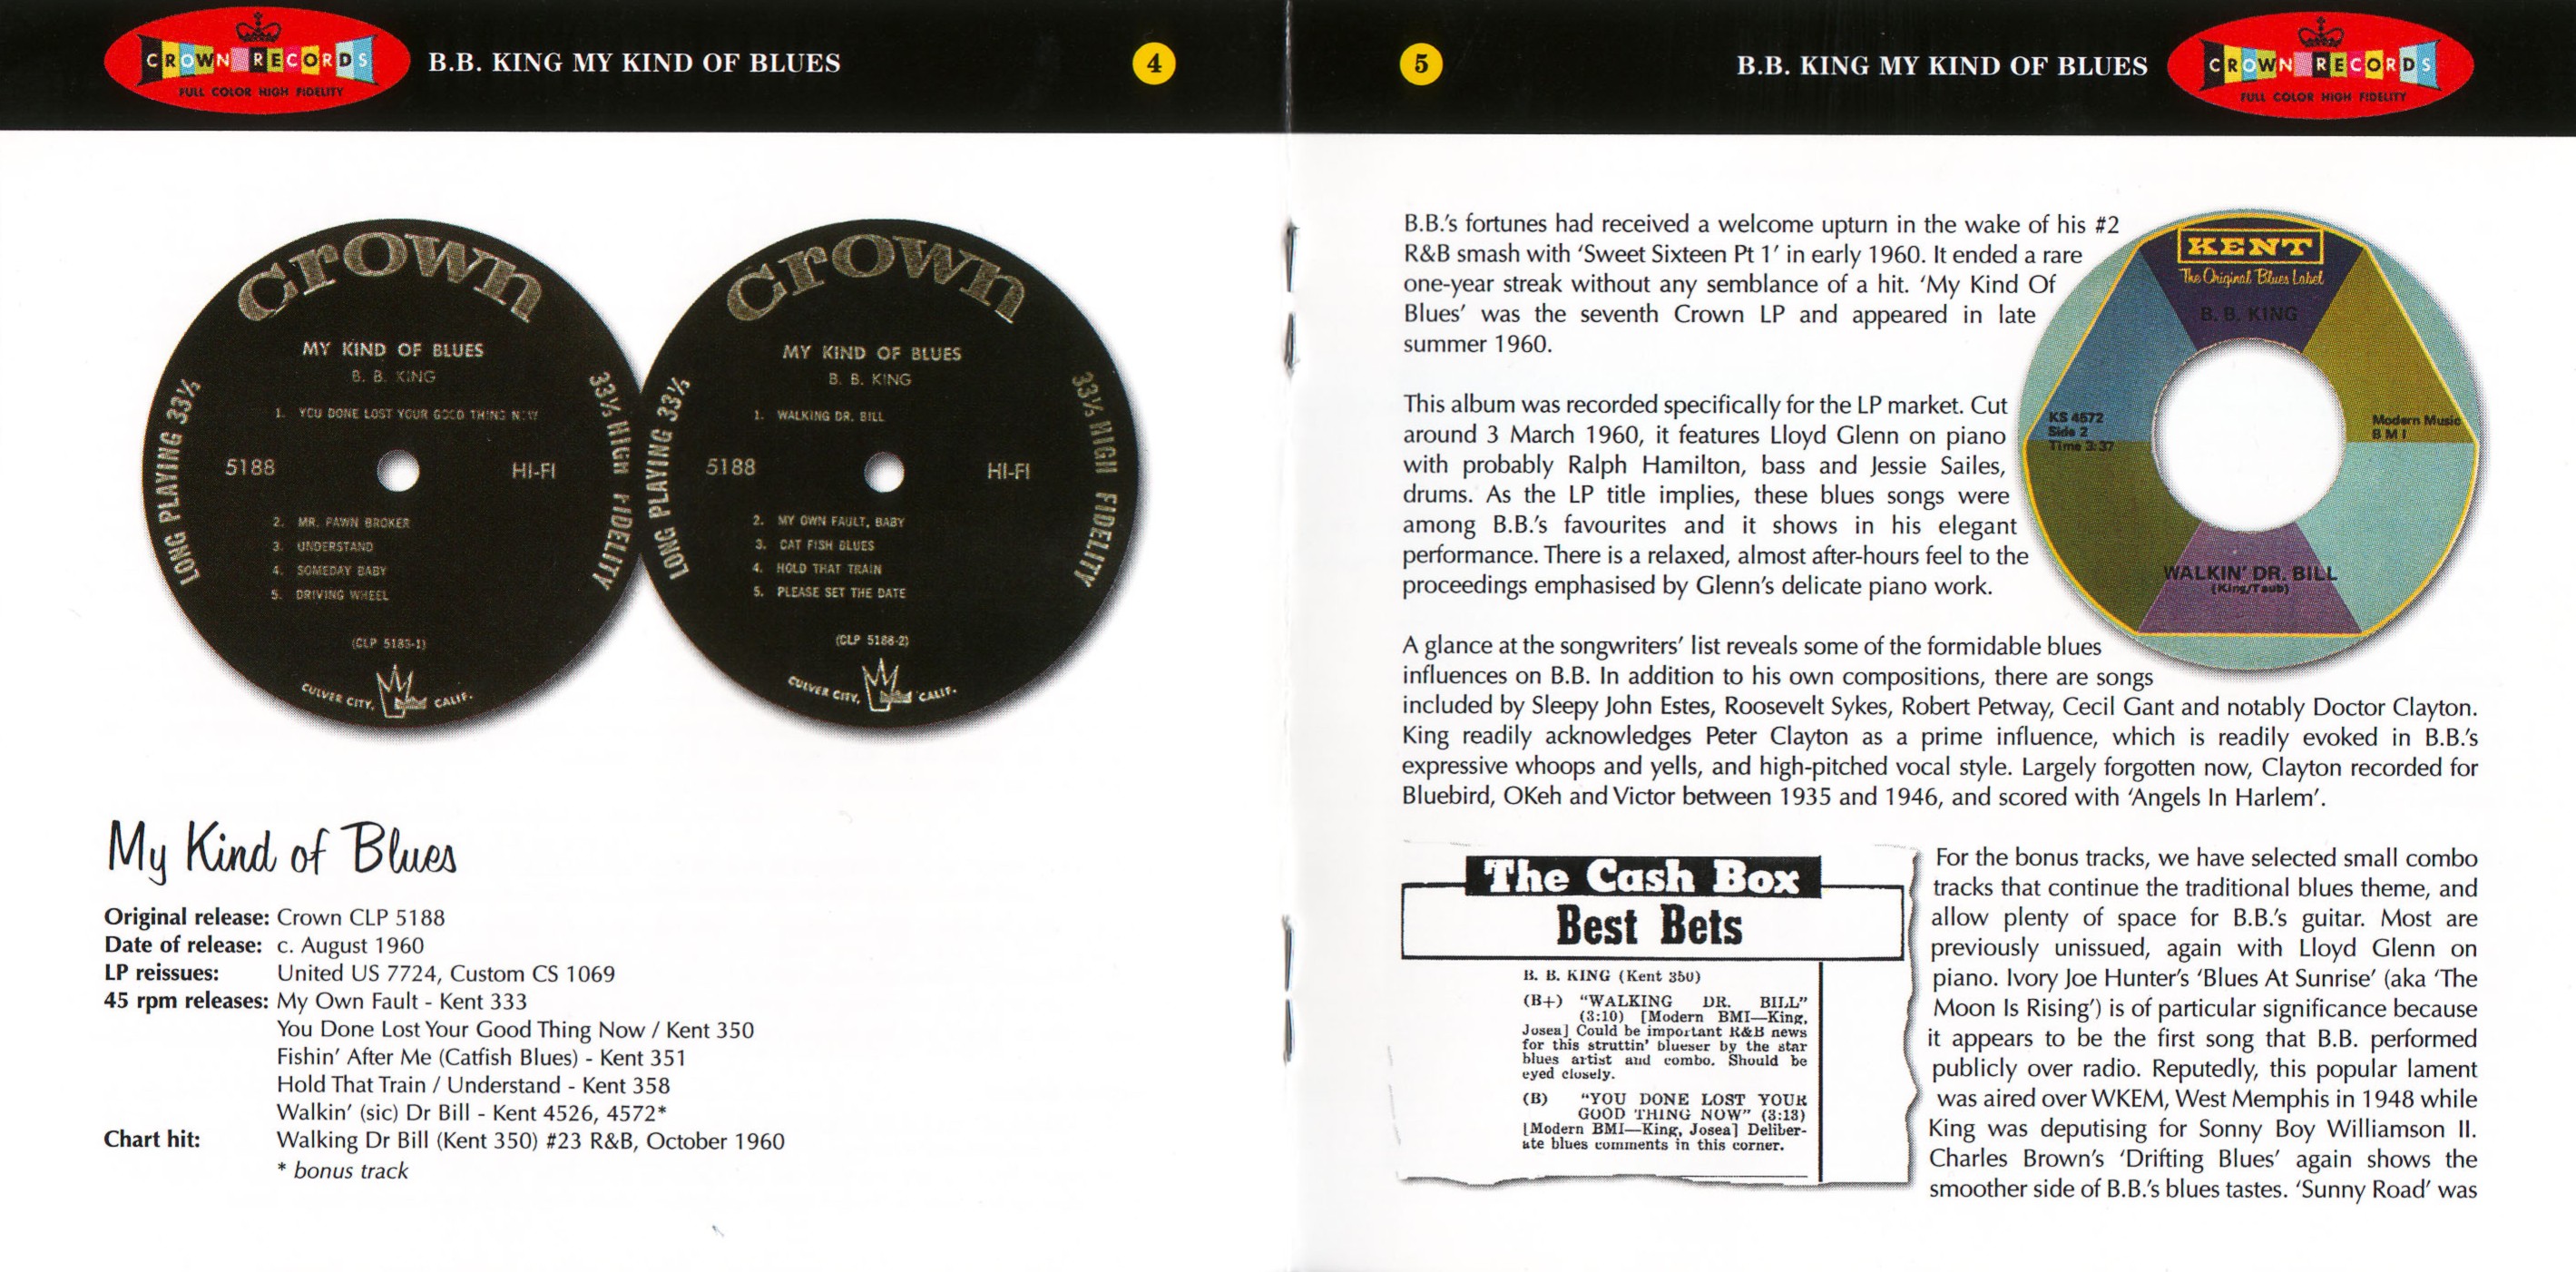 CROWN RECORDS
FULL COLOR HIGH FIDELITY
B.B. KING MY KIND OF BLUES
4
crown
MY KIND OF BLUES
B. B. KING
1. YOU DONE LOST YOUR GOOD THING NOW
5188
HI-FI
2. MR. PAWN BROKER
3. UNDERSTAND
4. SOMEDAY BABY
5. DRIVING WHEEL
(CLP 5188-1)
CULVER CITY, CALIF.
LONG PLAYING 33⅓
33⅓ HIGH FIDELITY
crown
MY KIND OF BLUES
B. B. KING
1. WALKING DR. BILL
5188
HI-FI
2. MY OWN FAULT, BABY
3. CAT FISH BLUES
4. HOLD THAT TRAIN
5. PLEASE SET THE DATE
(CLP 5188-2)
CULVER CITY, CALIF.
LONG PLAYING 33⅓
33⅓ HIGH FIDELITY
My Kind of Blues
Original release: Crown CLP 5188
Date of release: c. August 1960
LP reissues: United US 7724, Custom CS 1069
45 rpm releases: My Own Fault - Kent 333
You Done Lost Your Good Thing Now / Kent 350
Fishin’ After Me (Catfish Blues) - Kent 351
Hold That Train / Understand - Kent 358
Walkin’ (sic) Dr Bill - Kent 4526, 4572*
Chart hit: Walking Dr Bill (Kent 350) #23 R&B, October 1960
* bonus track
5
B.B. KING MY KIND OF BLUES
CROWN RECORDS
FULL COLOR HIGH FIDELITY
B.B.’s fortunes had received a welcome upturn in the wake of his #2
R&B smash with ‘Sweet Sixteen Pt 1’ in early 1960. It ended a rare
one-year streak without any semblance of a hit. ‘My Kind Of
Blues’ was the seventh Crown LP and appeared in late
summer 1960.
This album was recorded specifically for the LP market. Cut
around 3 March 1960, it features Lloyd Glenn on piano
with probably Ralph Hamilton, bass and Jessie Sailes,
drums. As the LP title implies, these blues songs were
among B.B.’s favourites and it shows in his elegant
performance. There is a relaxed, almost after-hours feel to the
proceedings emphasised by Glenn’s delicate piano work.
A glance at the songwriters’ list reveals some of the formidable blues
influences on B.B. In addition to his own compositions, there are songs
included by Sleepy John Estes, Roosevelt Sykes, Robert Petway, Cecil Gant and notably Doctor Clayton.
King readily acknowledges Peter Clayton as a prime influence, which is readily evoked in B.B.’s
expressive whoops and yells, and high-pitched vocal style. Largely forgotten now, Clayton recorded for
Bluebird, OKeh and Victor between 1935 and 1946, and scored with ‘Angels In Harlem’.
KENT
The Original Blues Label
B. B. KING
KS 4572
Side 2
Time 3:37
Modern Music
BMI
WALKIN' DR. BILL
(King/Taub)
The Cash Box
Best Bets
B. B. KING (Kent 350)
(B+) “WALKING DR. BILL”
(3:10) [Modern BMI—King,
Josea] Could be important R&B news
for this struttin’ blueser by the star
blues artist and combo. Should be
eyed closely.
(B) “YOU DONE LOST YOUR
GOOD THING NOW” (3:13)
[Modern BMI—King, Josea] Deliber-
ate blues comments in this corner.
For the bonus tracks, we have selected small combo
tracks that continue the traditional blues theme, and
allow plenty of space for B.B.’s guitar. Most are
previously unissued, again with Lloyd Glenn on
piano. Ivory Joe Hunter’s ‘Blues At Sunrise’ (aka ‘The
Moon Is Rising’) is of particular significance because
it appears to be the first song that B.B. performed
publicly over radio. Reputedly, this popular lament
was aired over WKEM, West Memphis in 1948 while
King was deputising for Sonny Boy Williamson II.
Charles Brown’s ‘Drifting Blues’ again shows the
smoother side of B.B.’s blues tastes. ‘Sunny Road’ was